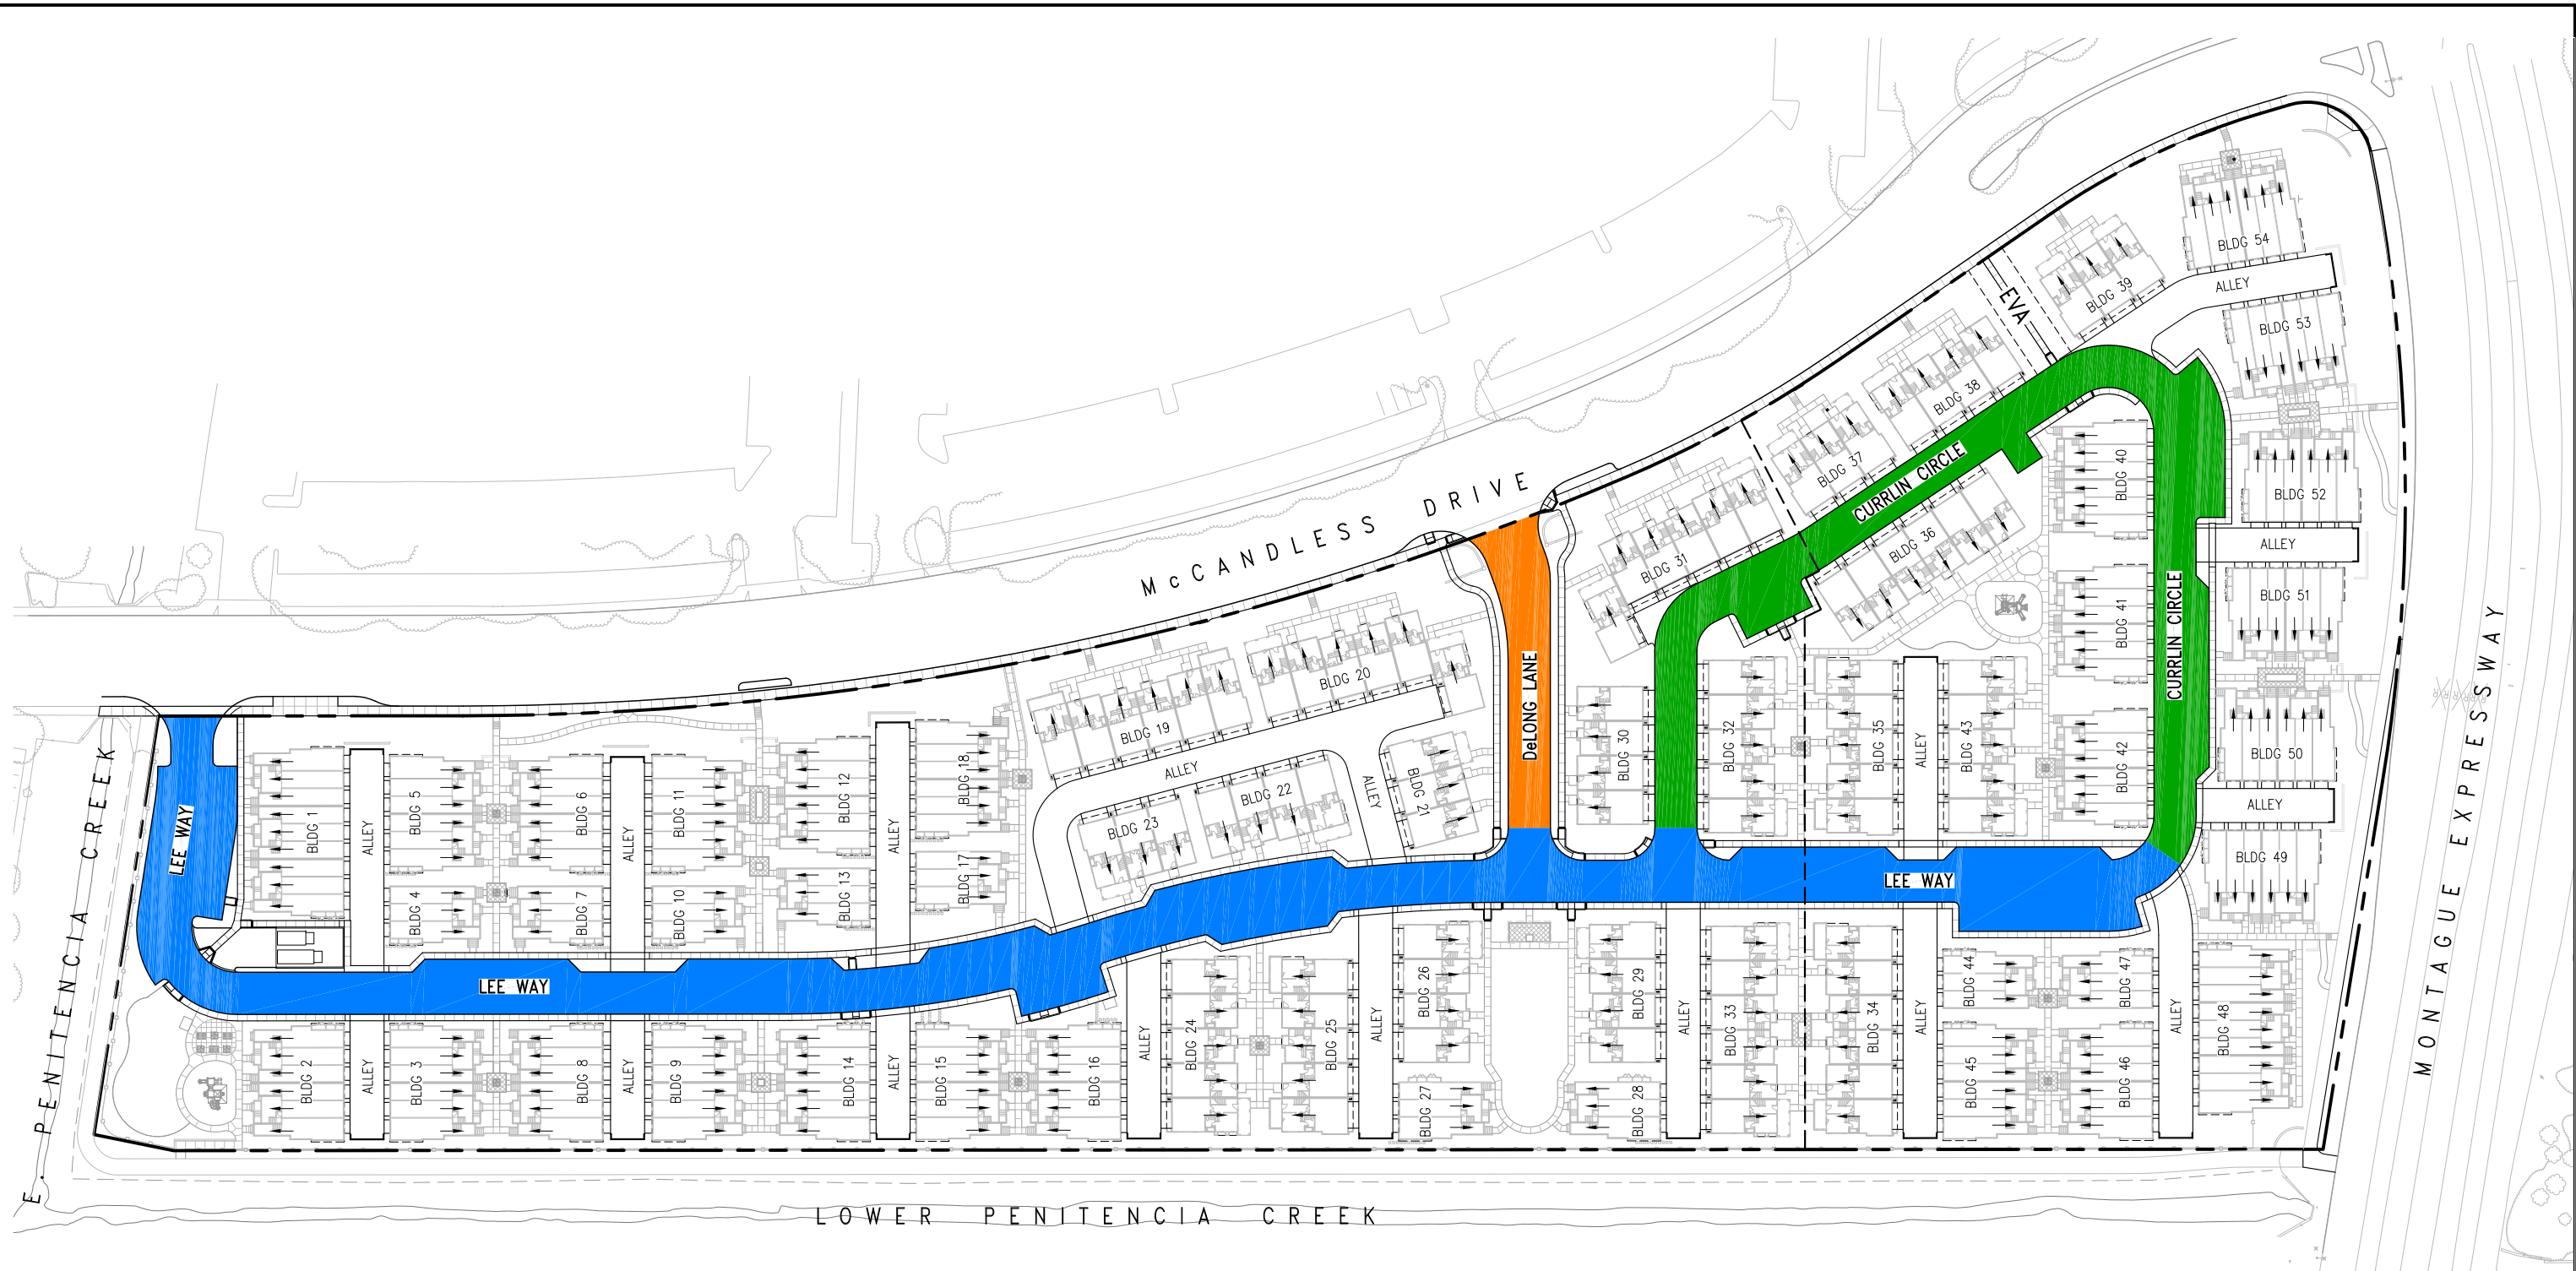 McCANDLESS DRIVE
E. PENITENCIA CREEK
LOWER PENITENCIA CREEK
MONTAGUE EXPRESSWAY
LEE WAY
LEE WAY
LEE WAY
DeLONG LANE
CURRLIN CIRCLE
CURRLIN CIRCLE
EVA
BLDG 1
ALLEY
BLDG 5
BLDG 4
BLDG 6
BLDG 7
ALLEY
BLDG 11
BLDG 10
BLDG 12
BLDG 13
ALLEY
BLDG 18
BLDG 17
BLDG 19
BLDG 20
ALLEY
BLDG 23
BLDG 22
ALLEY
BLDG 21
BLDG 30
BLDG 31
BLDG 32
BLDG 35
ALLEY
BLDG 43
BLDG 36
BLDG 37
BLDG 38
BLDG 39
BLDG 40
BLDG 41
BLDG 42
BLDG 54
ALLEY
BLDG 53
BLDG 52
ALLEY
BLDG 51
BLDG 50
ALLEY
BLDG 49
BLDG 2
ALLEY
BLDG 3
BLDG 8
ALLEY
BLDG 9
BLDG 14
ALLEY
BLDG 15
BLDG 16
ALLEY
BLDG 24
BLDG 25
ALLEY
BLDG 26
BLDG 27
BLDG 29
BLDG 28
ALLEY
BLDG 33
BLDG 34
ALLEY
BLDG 44
BLDG 45
BLDG 47
BLDG 46
ALLEY
BLDG 48